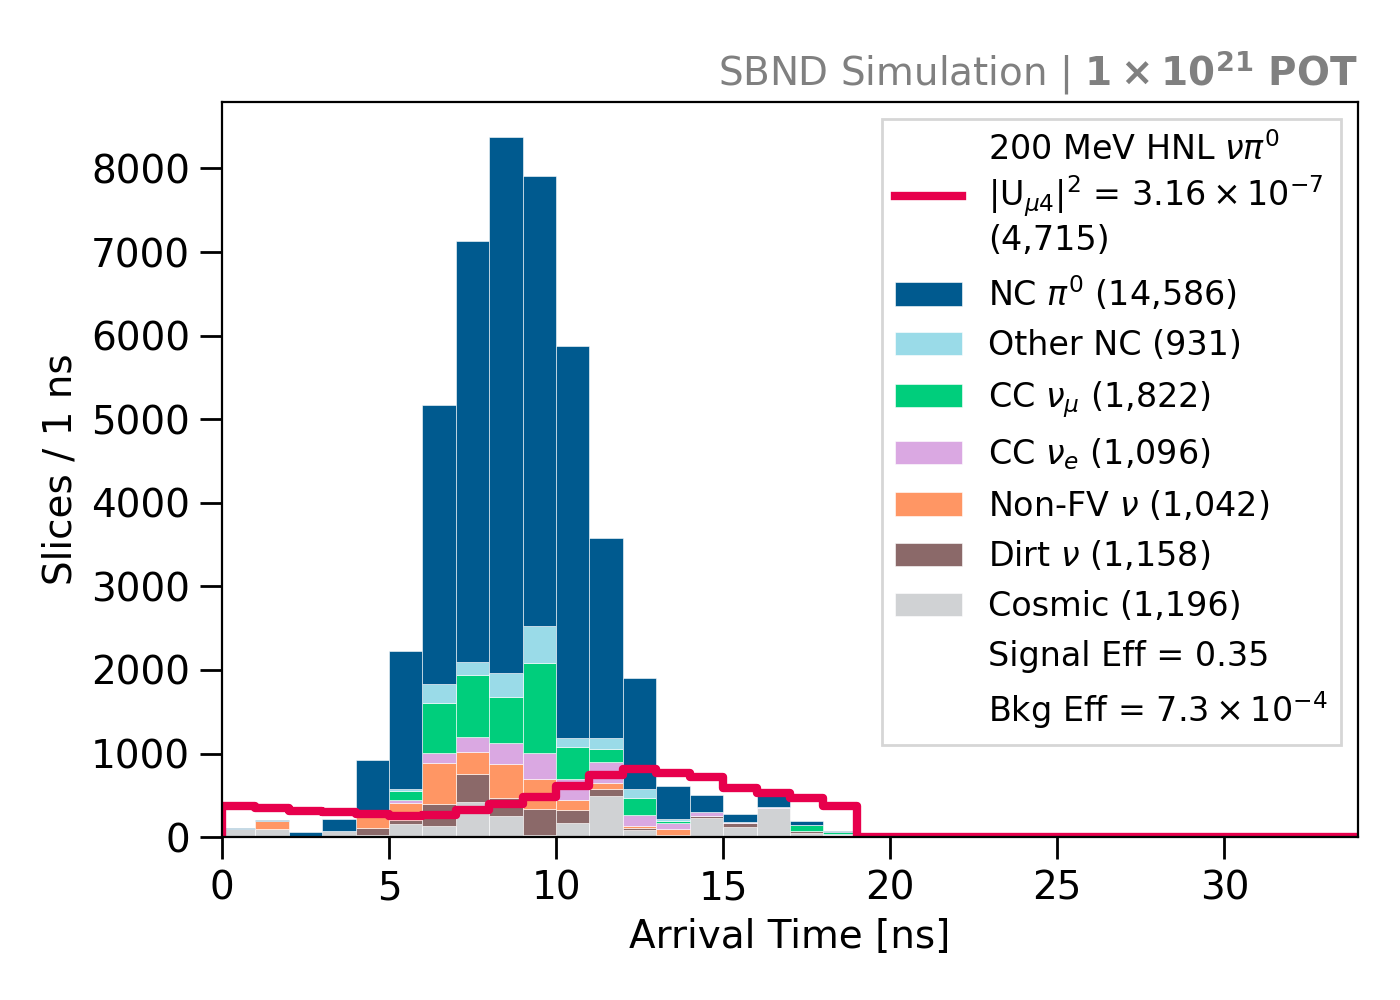 SBND Simulation | 1 × 10²¹ POT
Slices / 1 ns
8000
7000
6000
5000
4000
3000
2000
1000
0
200 MeV HNL νπ⁰
|U_μ4|² = 3.16 × 10⁻⁷
(4,715)
NC π⁰ (14,586)
Other NC (931)
CC ν_μ (1,822)
CC ν_e (1,096)
Non-FV ν (1,042)
Dirt ν (1,158)
Cosmic (1,196)
Signal Eff = 0.35
Bkg Eff = 7.3 × 10⁻⁴
0 5 10 15 20 25 30
Arrival Time [ns]